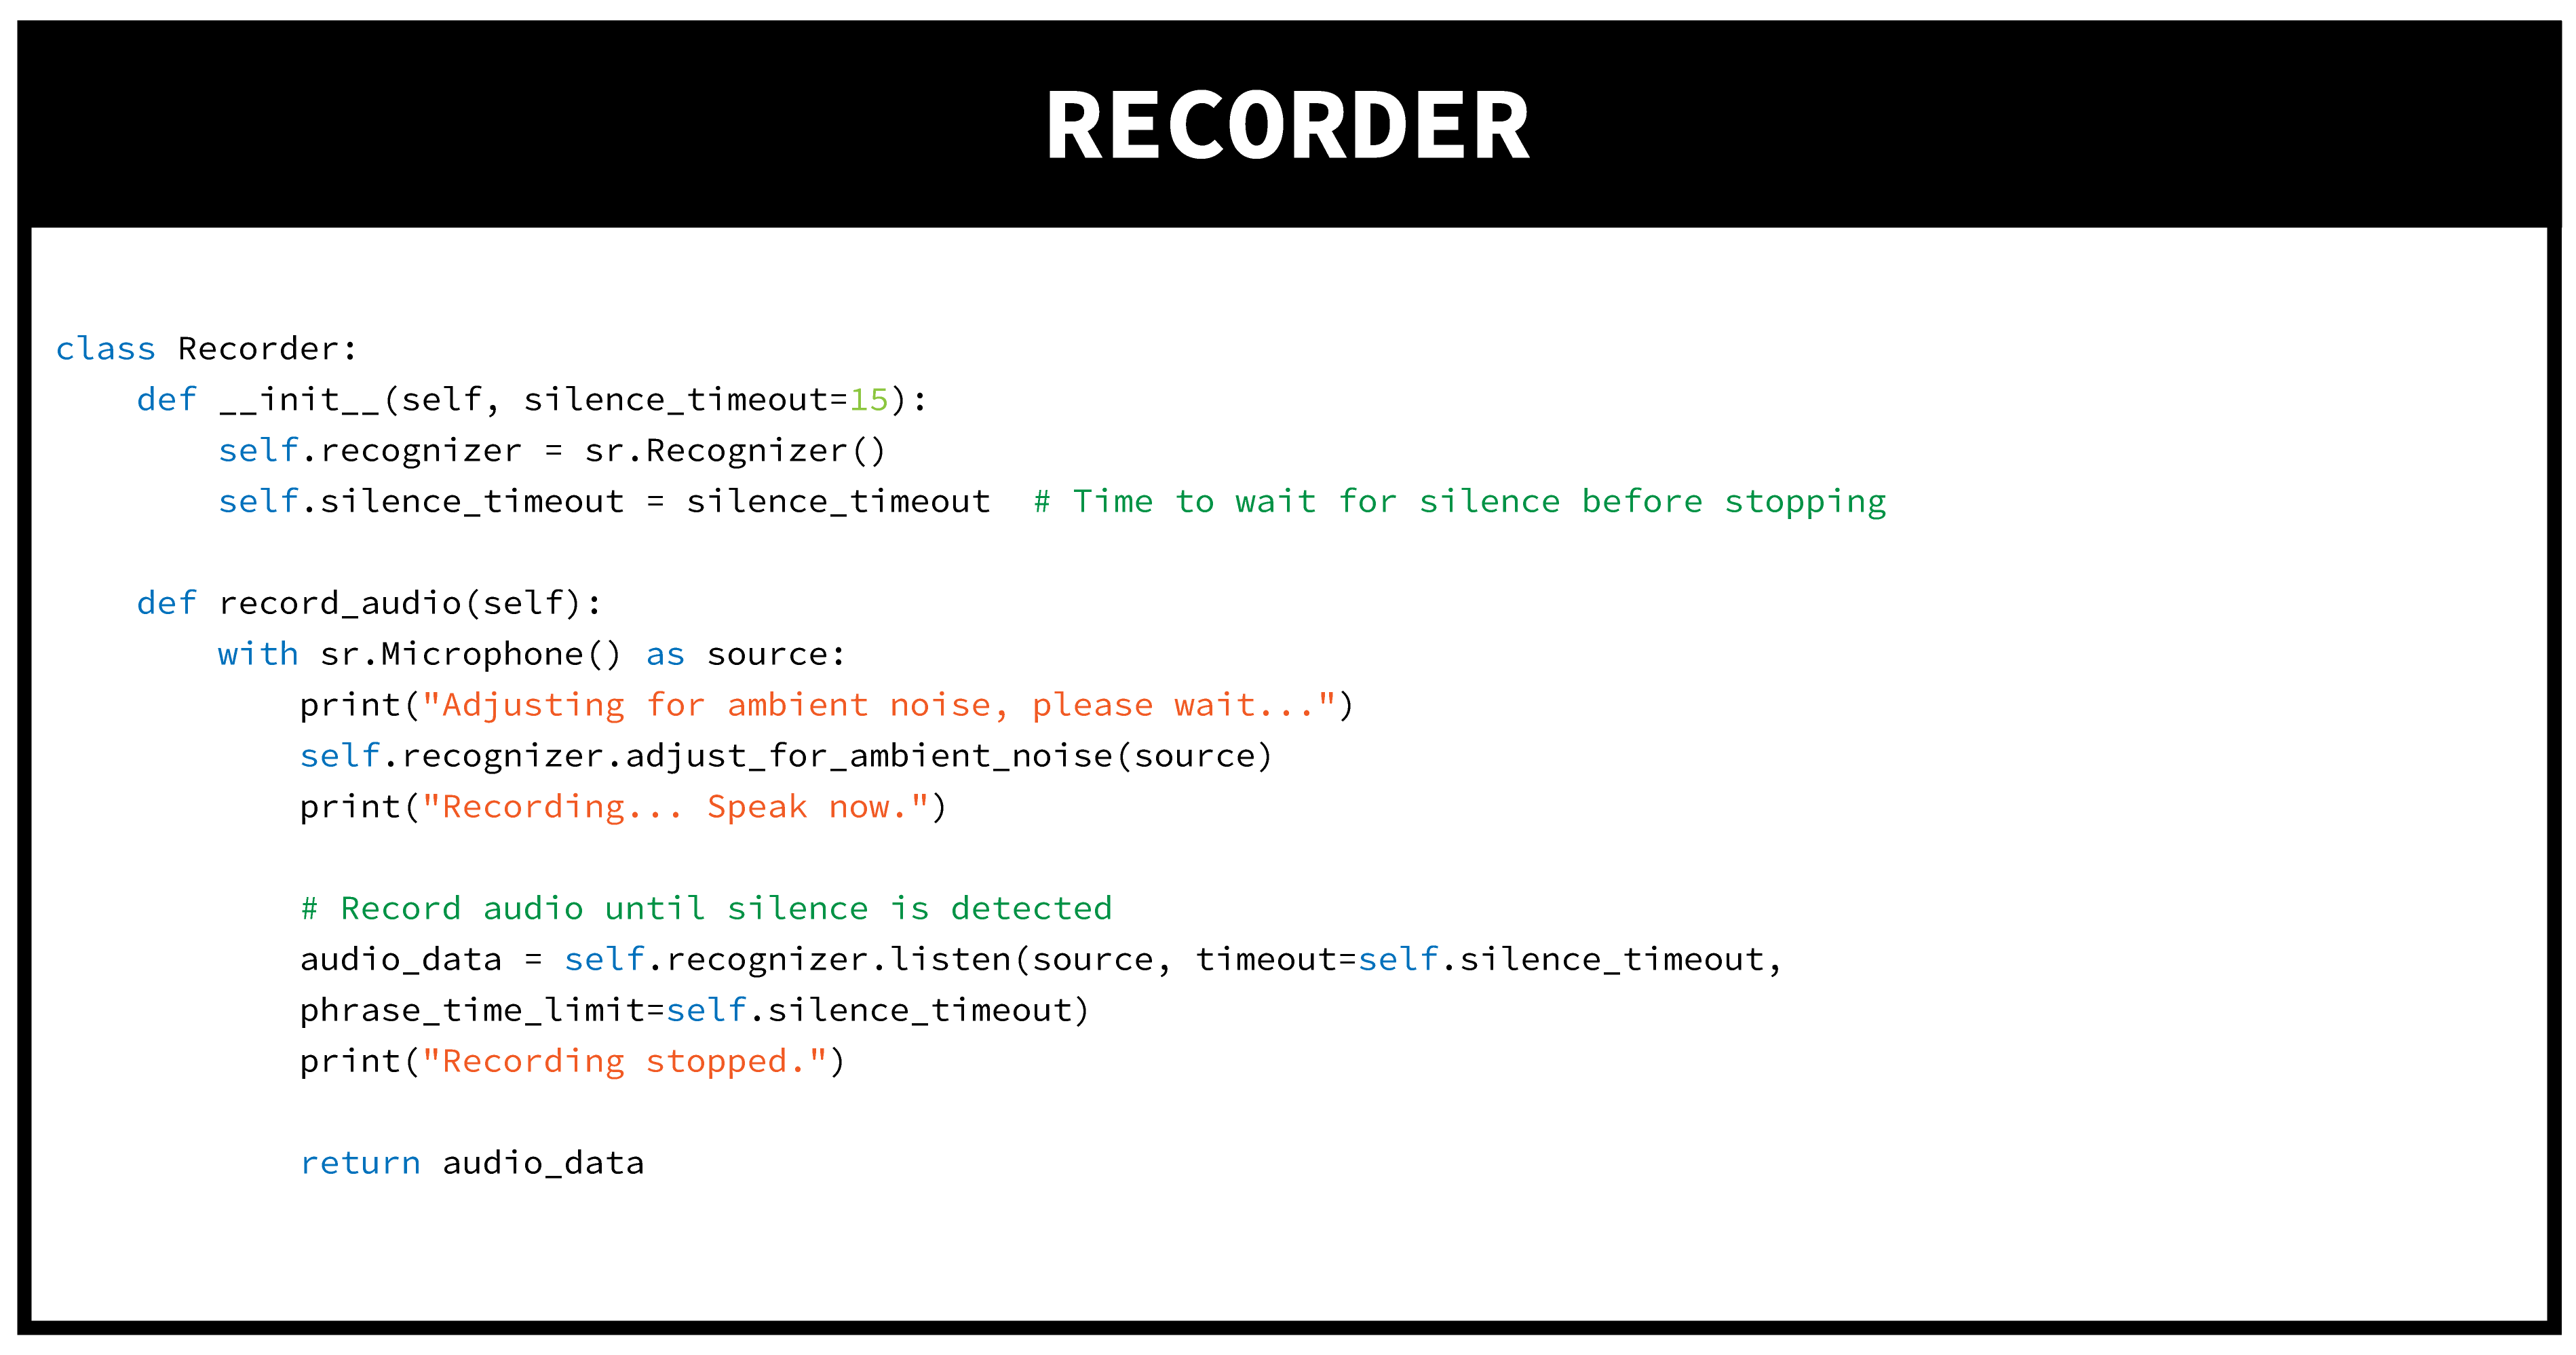 RECORDER
class Recorder:
    def __init__(self, silence_timeout=15):
        self.recognizer = sr.Recognizer()
        self.silence_timeout = silence_timeout  # Time to wait for silence before stopping

    def record_audio(self):
        with sr.Microphone() as source:
            print("Adjusting for ambient noise, please wait...")
            self.recognizer.adjust_for_ambient_noise(source)
            print("Recording... Speak now.")

            # Record audio until silence is detected
            audio_data = self.recognizer.listen(source, timeout=self.silence_timeout,
            phrase_time_limit=self.silence_timeout)
            print("Recording stopped.")

            return audio_data